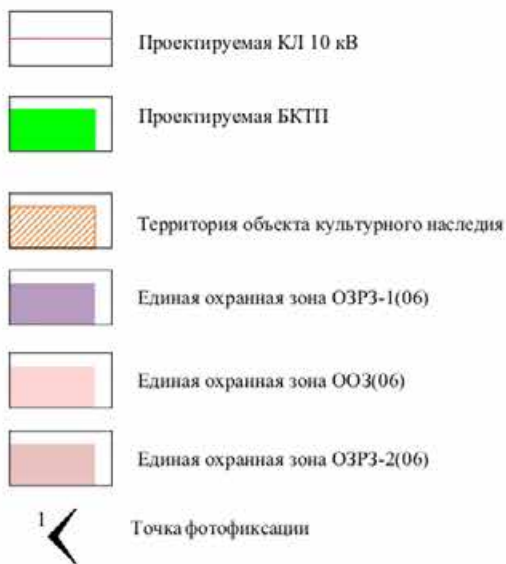 Проектируемая КЛ 10 кВ
Проектируемая БКТП
Территория объекта культурного наследия
Единая охранная зона ОЗРЗ-1(06)
Единая охранная зона ООЗ(06)
Единая охранная зона ОЗРЗ-2(06)
1 Точка фотофиксации